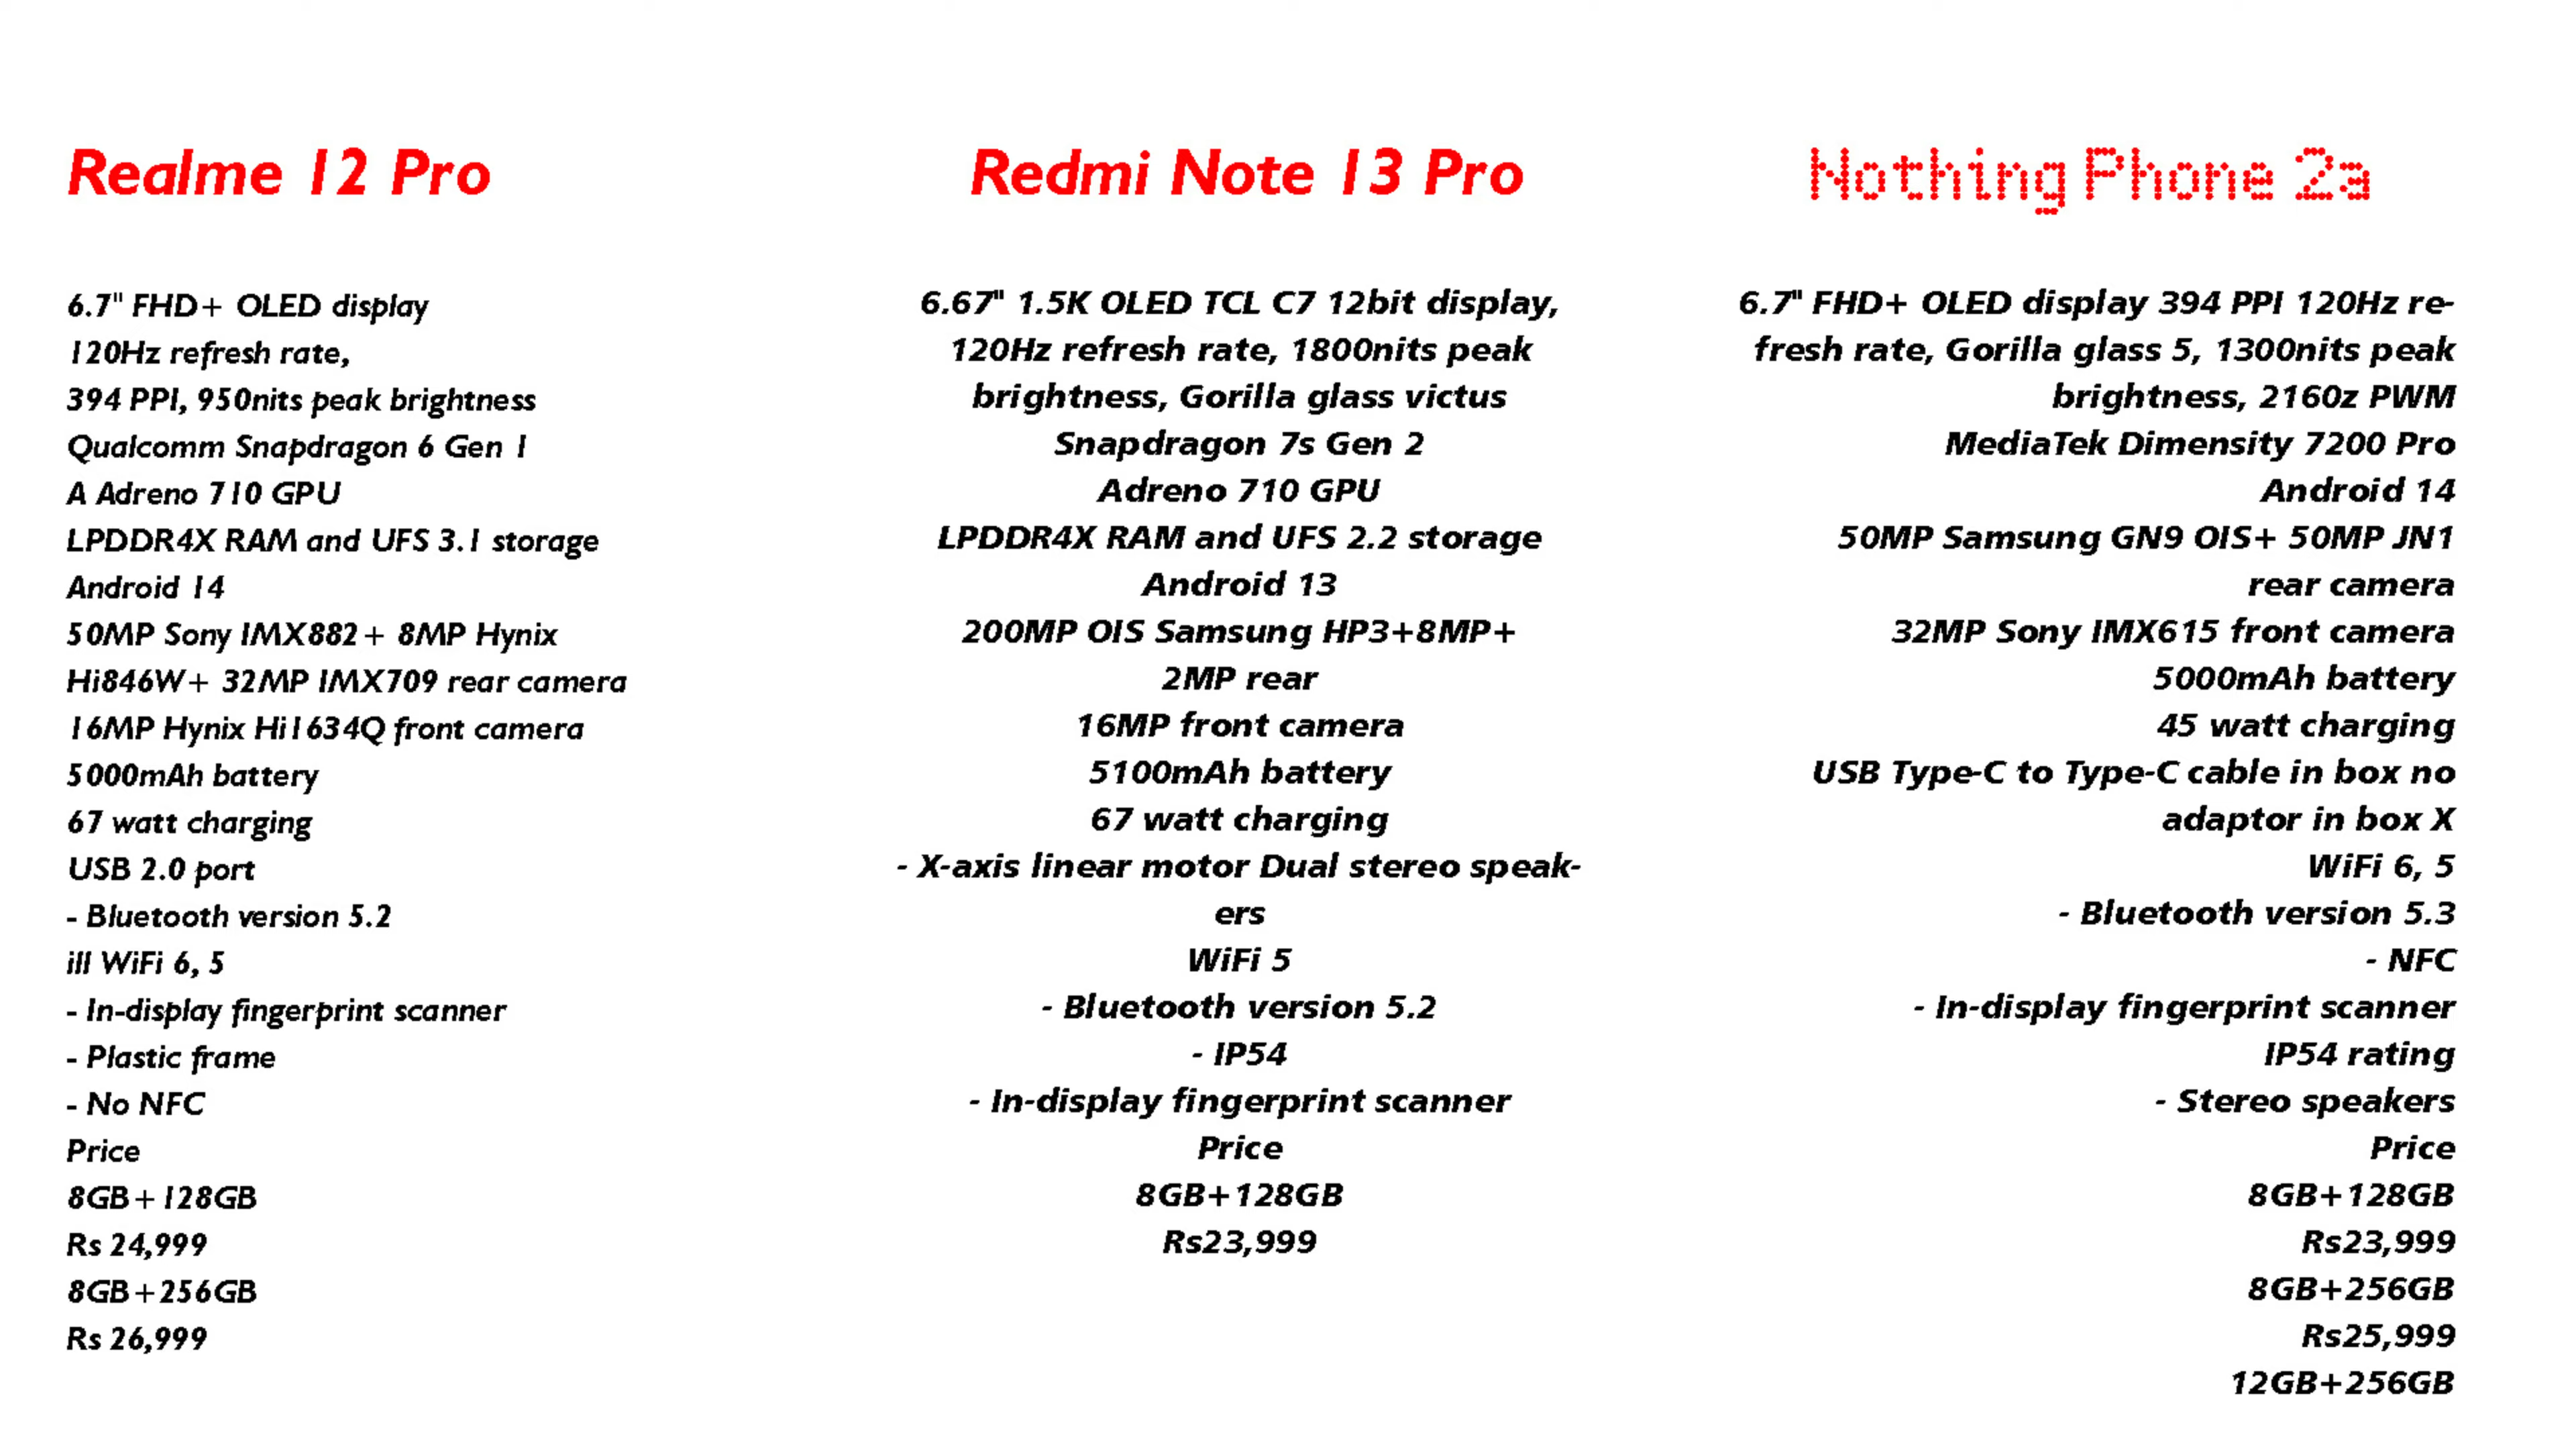 Realme 12 Pro
6.7" FHD+ OLED display
120Hz refresh rate,
394 PPI, 950nits peak brightness
Qualcomm Snapdragon 6 Gen 1
A Adreno 710 GPU
LPDDR4X RAM and UFS 3.1 storage
Android 14
50MP Sony IMX882+ 8MP Hynix
Hi846W+ 32MP IMX709 rear camera
16MP Hynix Hi1634Q front camera
5000mAh battery
67 watt charging
USB 2.0 port
- Bluetooth version 5.2
ill WiFi 6, 5
- In-display fingerprint scanner
- Plastic frame
- No NFC
Price
8GB+128GB
Rs 24,999
8GB+256GB
Rs 26,999
Redmi Note 13 Pro
6.67" 1.5K OLED TCL C7 12bit display,
120Hz refresh rate, 1800nits peak
brightness, Gorilla glass victus
Snapdragon 7s Gen 2
Adreno 710 GPU
LPDDR4X RAM and UFS 2.2 storage
Android 13
200MP OIS Samsung HP3+8MP+
2MP rear
16MP front camera
5100mAh battery
67 watt charging
- X-axis linear motor Dual stereo speak-
ers
WiFi 5
- Bluetooth version 5.2
- IP54
- In-display fingerprint scanner
Price
8GB+128GB
Rs23,999
Nothing Phone 2a
6.7" FHD+ OLED display 394 PPI 120Hz re-
fresh rate, Gorilla glass 5, 1300nits peak
brightness, 2160z PWM
MediaTek Dimensity 7200 Pro
Android 14
50MP Samsung GN9 OIS+ 50MP JN1
rear camera
32MP Sony IMX615 front camera
5000mAh battery
45 watt charging
USB Type-C to Type-C cable in box no
adaptor in box X
WiFi 6, 5
- Bluetooth version 5.3
- NFC
- In-display fingerprint scanner
IP54 rating
- Stereo speakers
Price
8GB+128GB
Rs23,999
8GB+256GB
Rs25,999
12GB+256GB